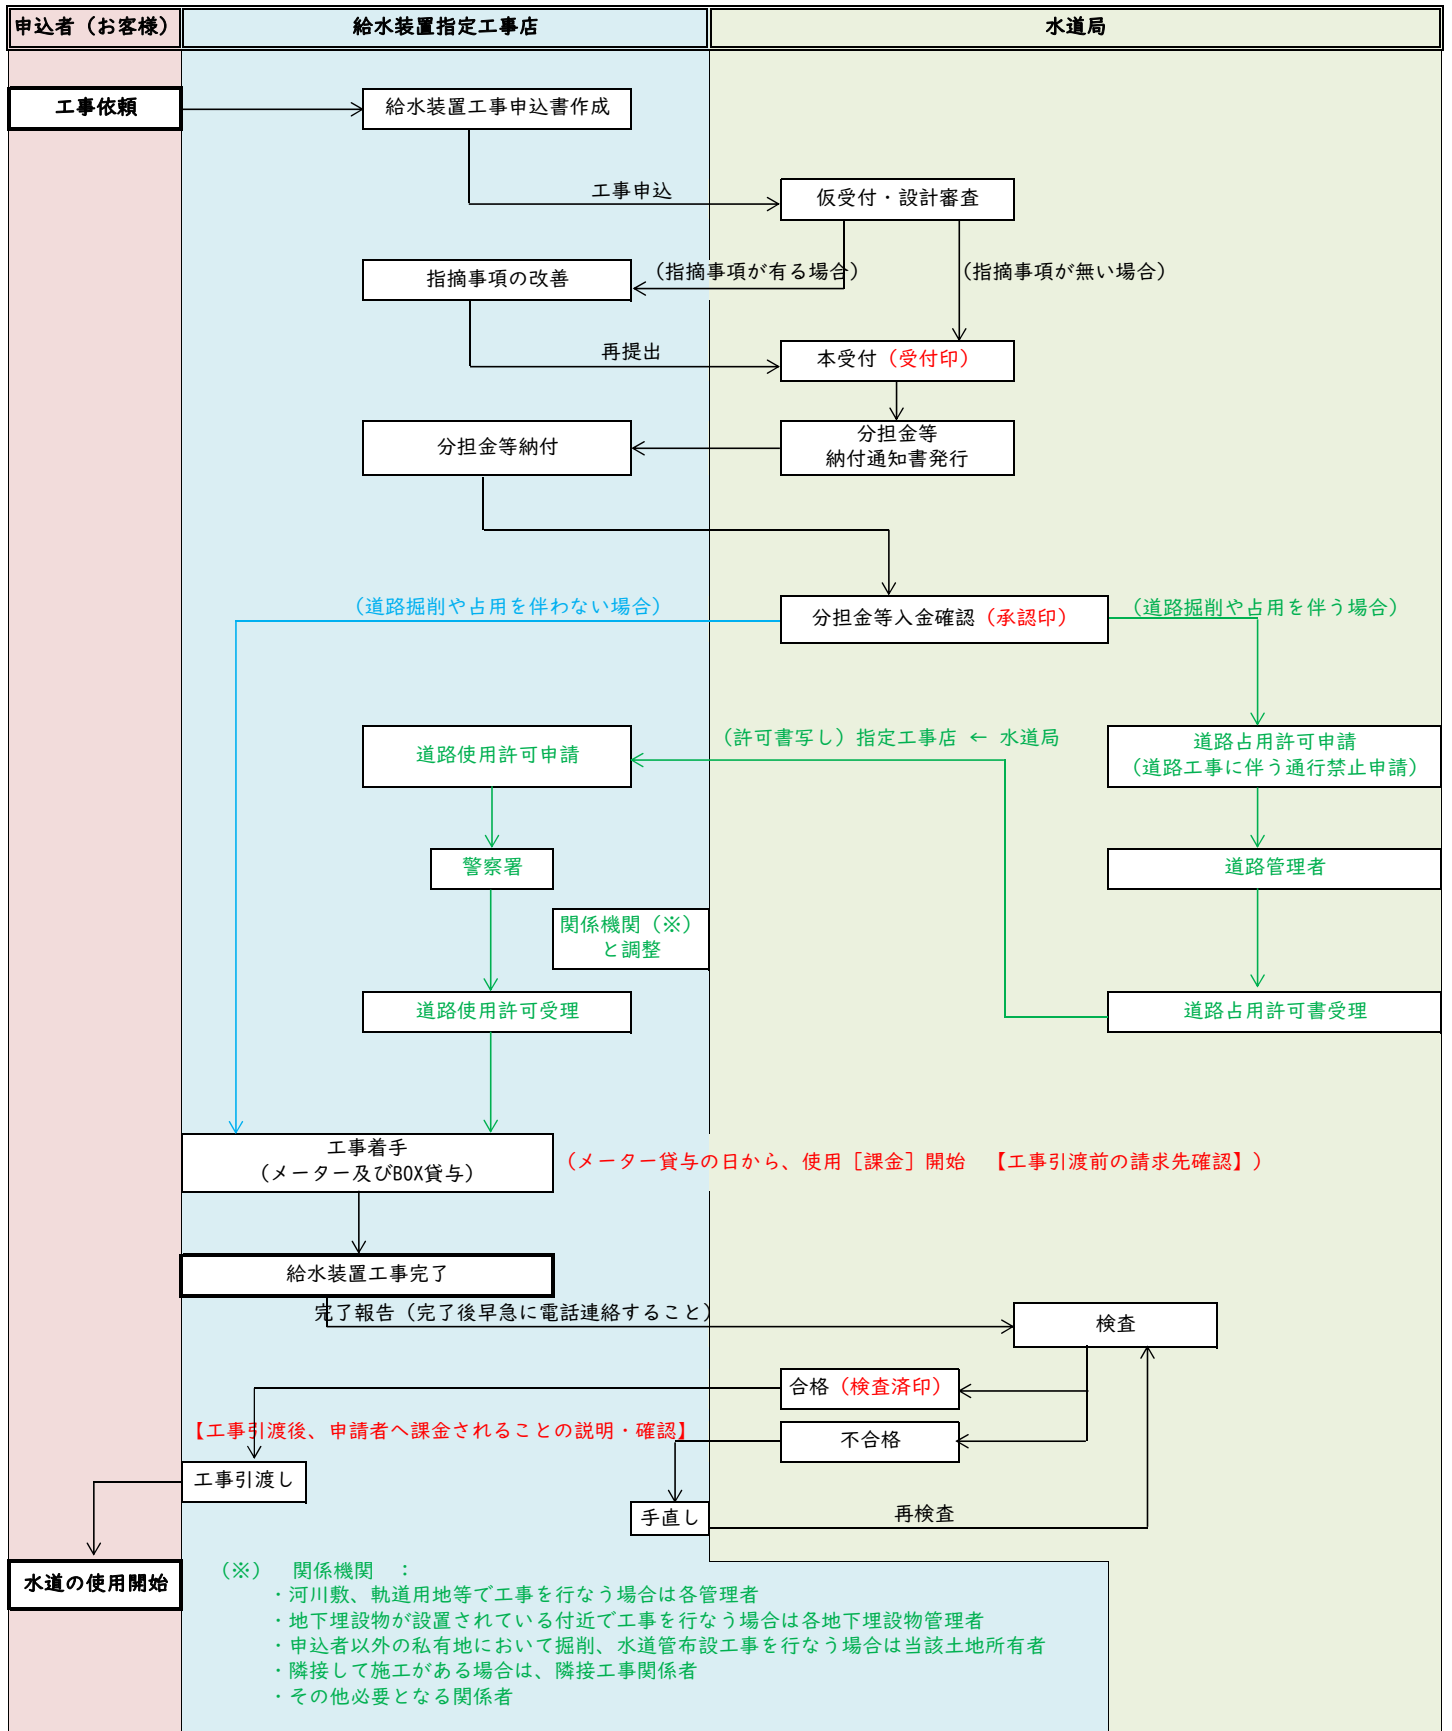 申込者（お客様）
給水装置指定工事店
水道局
工事依頼
給水装置工事申込書作成
工事申込
仮受付・設計審査
（指摘事項が有る場合）
（指摘事項が無い場合）
指摘事項の改善
再提出
本受付（受付印）
分担金等納付
分担金等
納付通知書発行
（道路掘削や占用を伴わない場合）
分担金等入金確認（承認印）
（道路掘削や占用を伴う場合）
道路使用許可申請
（許可書写し）指定工事店 ← 水道局
道路占用許可申請
（道路工事に伴う通行禁止申請）
警察署
道路管理者
関係機関（※）
と調整
道路使用許可受理
道路占用許可書受理
工事着手
（メーター及びBOX貸与）
（メーター貸与の日から、使用［課金］開始　【工事引渡前の請求先確認】）
給水装置工事完了
完了報告（完了後早急に電話連絡すること）
検査
合格（検査済印）
【工事引渡後、申請者へ課金されることの説明・確認】
不合格
工事引渡し
手直し
再検査
水道の使用開始
（※）　関係機関　：
・河川敷、軌道用地等で工事を行なう場合は各管理者
・地下埋設物が設置されている付近で工事を行なう場合は各地下埋設物管理者
・申込者以外の私有地において掘削、水道管布設工事を行なう場合は当該土地所有者
・隣接して施工がある場合は、隣接工事関係者
・その他必要となる関係者